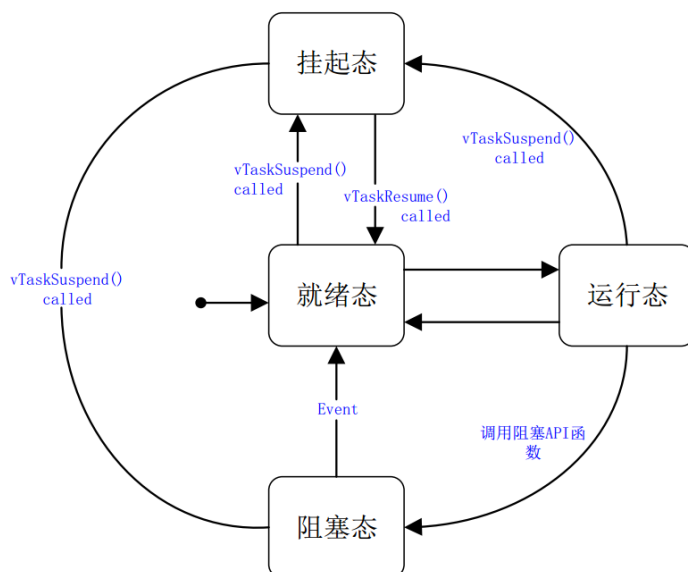 挂起态
vTaskSuspend()
called
vTaskSuspend()
called
vTaskResume()
called
vTaskSuspend()
called
就绪态
运行态
Event
调用阻塞API函
数
阻塞态